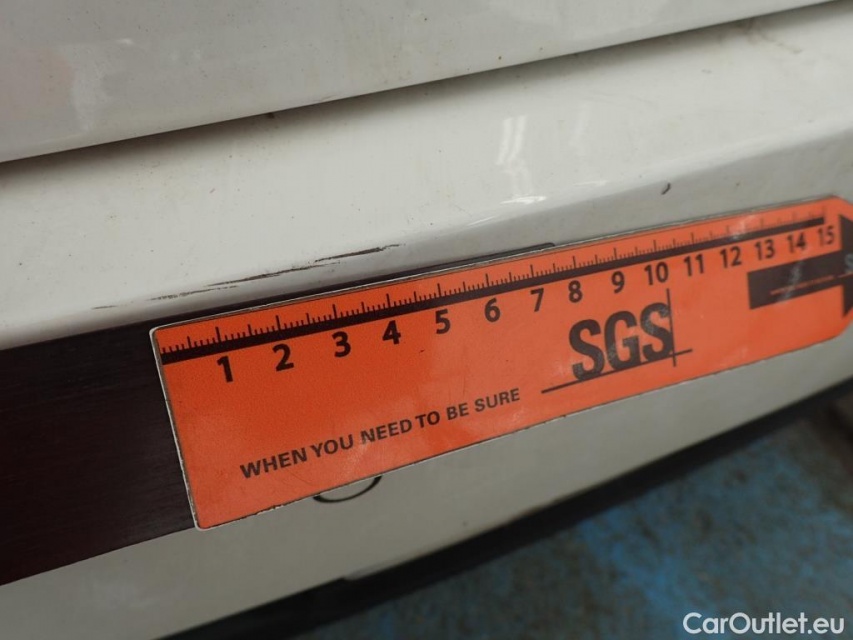 1 2 3 4 5 6 7 8 9 10 11 12 13 14 15
SGS
WHEN YOU NEED TO BE SURE
CarOutlet.eu